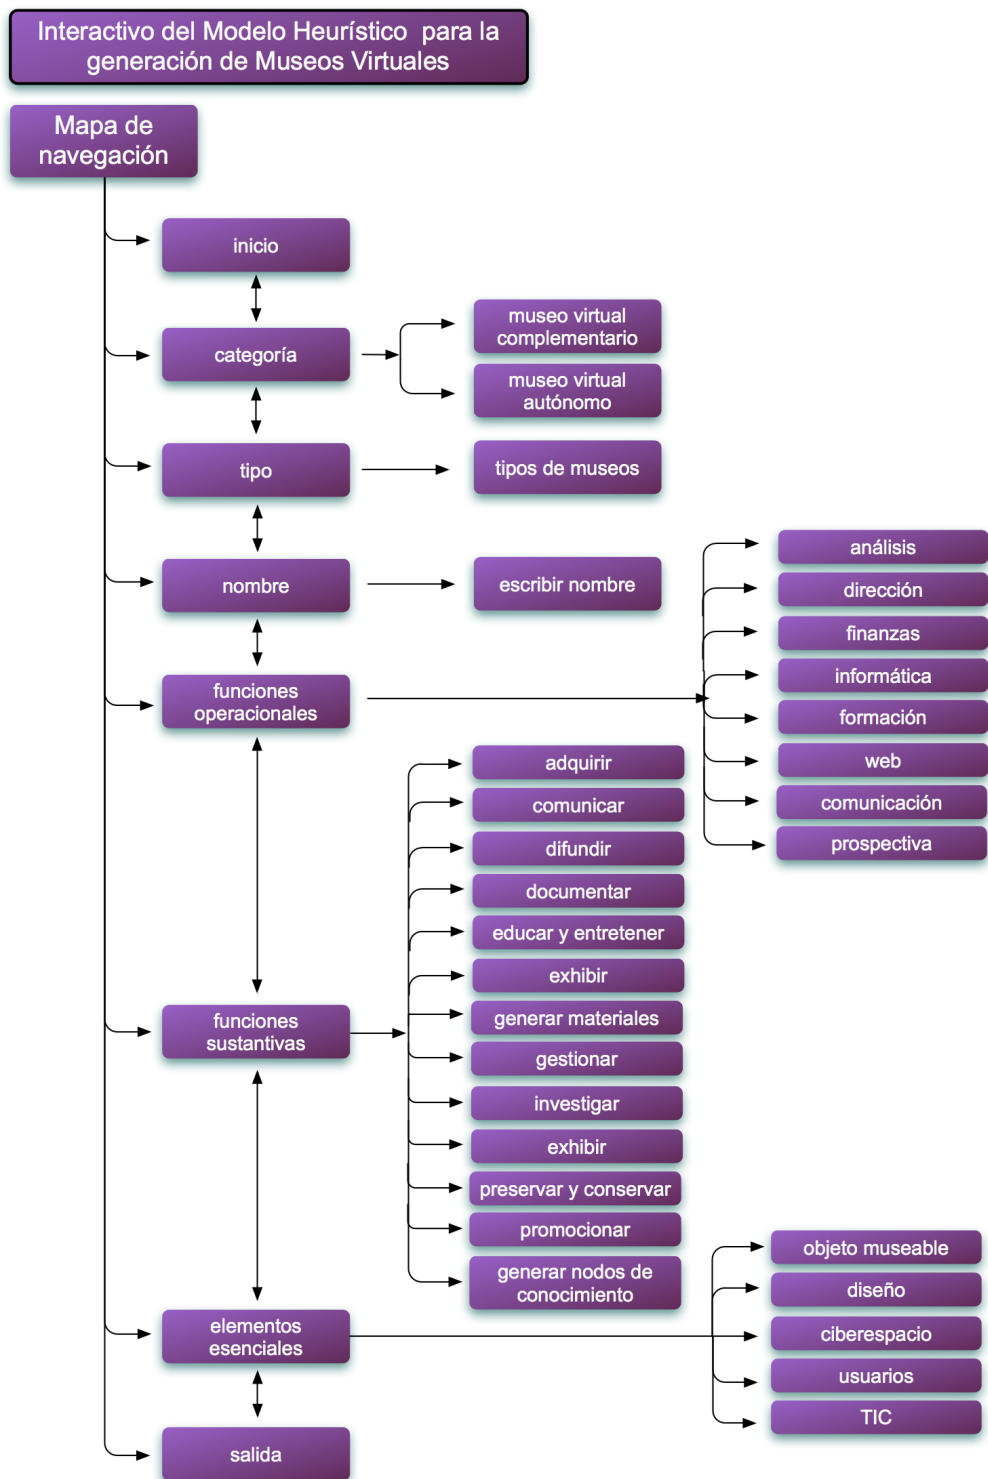 Interactivo del Modelo Heurístico para la
generación de Museos Virtuales
Mapa de
navegación
inicio
categoría
museo virtual
complementario
museo virtual
autónomo
tipo
tipos de museos
nombre
escribir nombre
funciones
operacionales
análisis
dirección
finanzas
informática
formación
web
comunicación
prospectiva
funciones
sustantivas
adquirir
comunicar
difundir
documentar
educar y entretener
exhibir
generar materiales
gestionar
investigar
exhibir
preservar y conservar
promocionar
generar nodos de
conocimiento
elementos
esenciales
objeto museable
diseño
ciberespacio
usuarios
TIC
salida